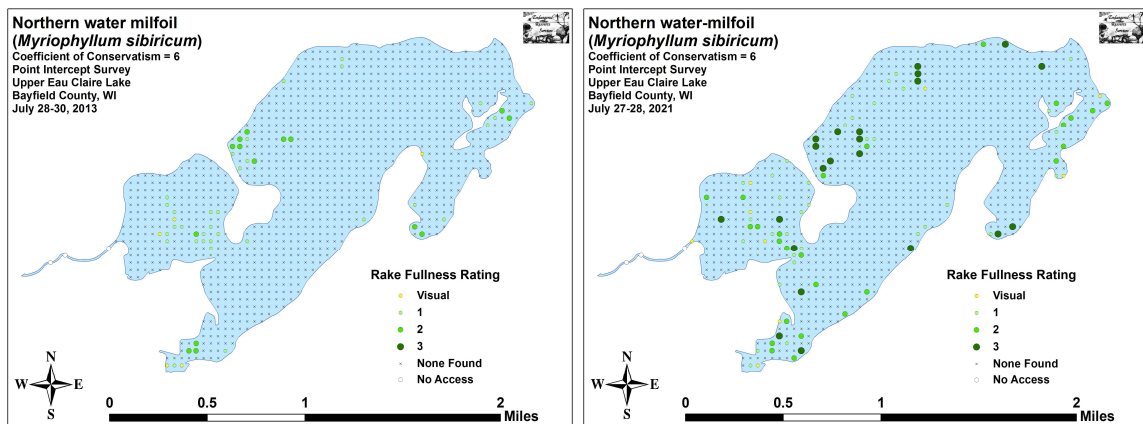 Northern water milfoil
(Myriophyllum sibiricum)
Coefficient of Conservatism = 6
Point Intercept Survey
Upper Eau Claire Lake
Bayfield County, WI
July 28-30, 2013
Rake Fullness Rating
Visual
1
2
3
None Found
No Access
N
W E
S
0 0.5 1 2
Miles
Northern water-milfoil
(Myriophyllum sibiricum)
Coefficient of Conservatism = 6
Point Intercept Survey
Upper Eau Claire Lake
Bayfield County, WI
July 27-28, 2021
Rake Fullness Rating
Visual
1
2
3
None Found
No Access
N
W E
S
0 0.5 1 2
Miles